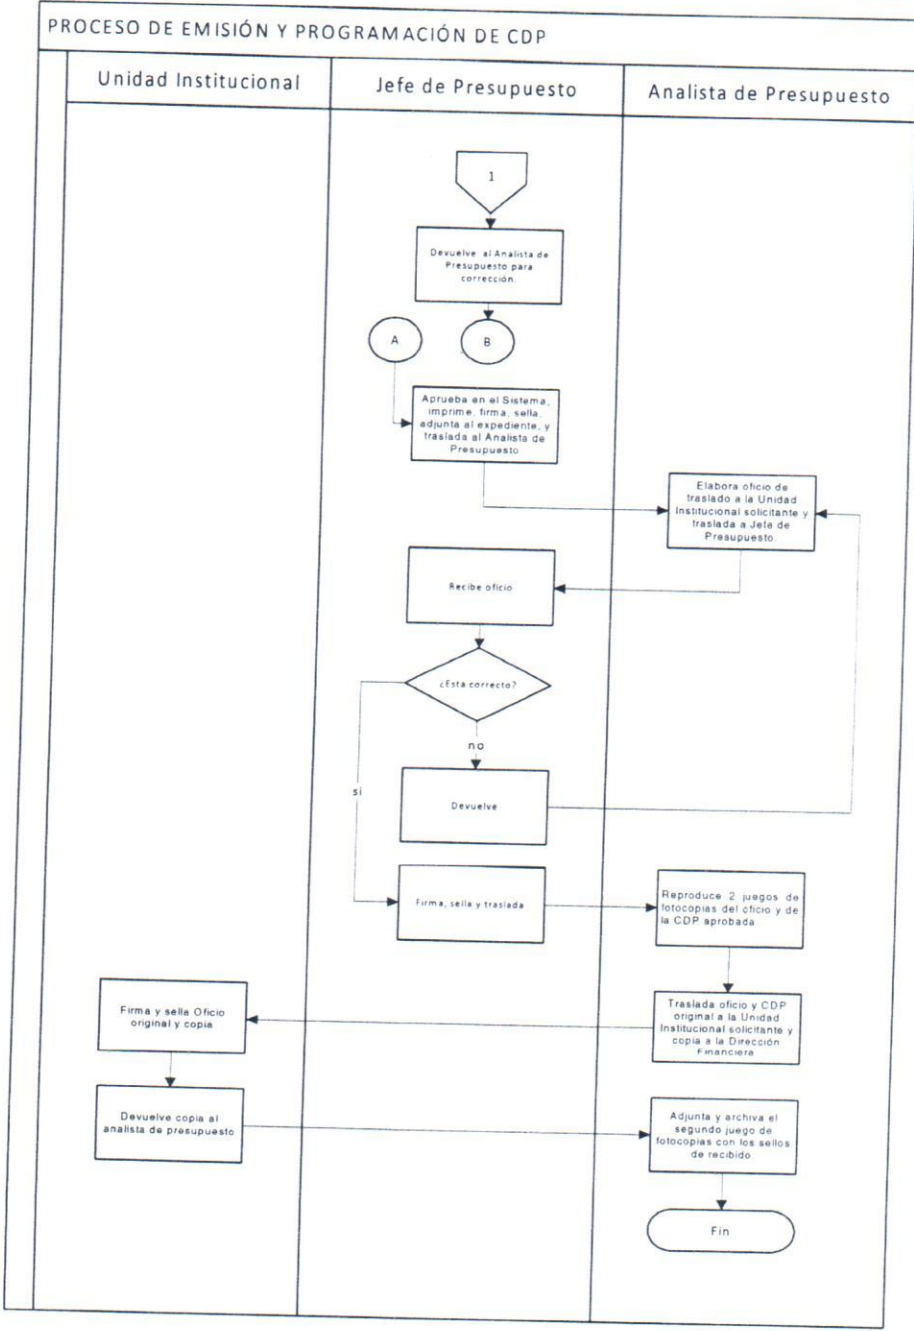 PROCESO DE EMISIÓN Y PROGRAMACIÓN DE CDP
Unidad Institucional
Jefe de Presupuesto
Analista de Presupuesto
1
Devuelve al Analista de
Presupuesto para
corrección.
A
B
Aprueba en el Sistema,
imprime, firma, sella,
adjunta al expediente, y
traslada al Analista de
Presupuesto
Elabora oficio de
traslado a la Unidad
Institucional solicitante y
traslada a Jefe de
Presupuesto.
Recibe oficio
¿Esta correcto?
no
si
Devuelve
Firma, sella y traslada
Reproduce 2 juegos de
fotocopias del oficio y de
la CDP aprobada
Traslada oficio y CDP
original a la Unidad
Institucional solicitante y
copia a la Dirección
Financiera
Firma y sella Oficio
original y copia
Devuelve copia al
analista de presupuesto
Adjunta y archiva el
segundo juego de
fotocopias con los sellos
de recibido
Fin